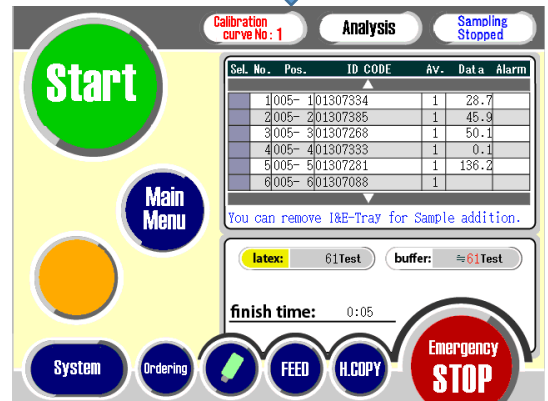 Calibration
curve No: 1
Analysis
Sampling
Stopped
Start
Sel. No. Pos. ID CODE Av. Data Alarm
1 005- 1 01307334 1 28.7
2 005- 2 01307385 1 45.9
3 005- 3 01307268 1 50.1
4 005- 4 01307333 1 0.1
5 005- 5 01307281 1 136.2
6 005- 6 01307088 1
You can remove I&E-Tray for Sample addition.
Main
Menu
latex: 61Test buffer: ≒61Test
finish time: 0:05
System
Ordering
FEED
H.COPY
Emergency
STOP